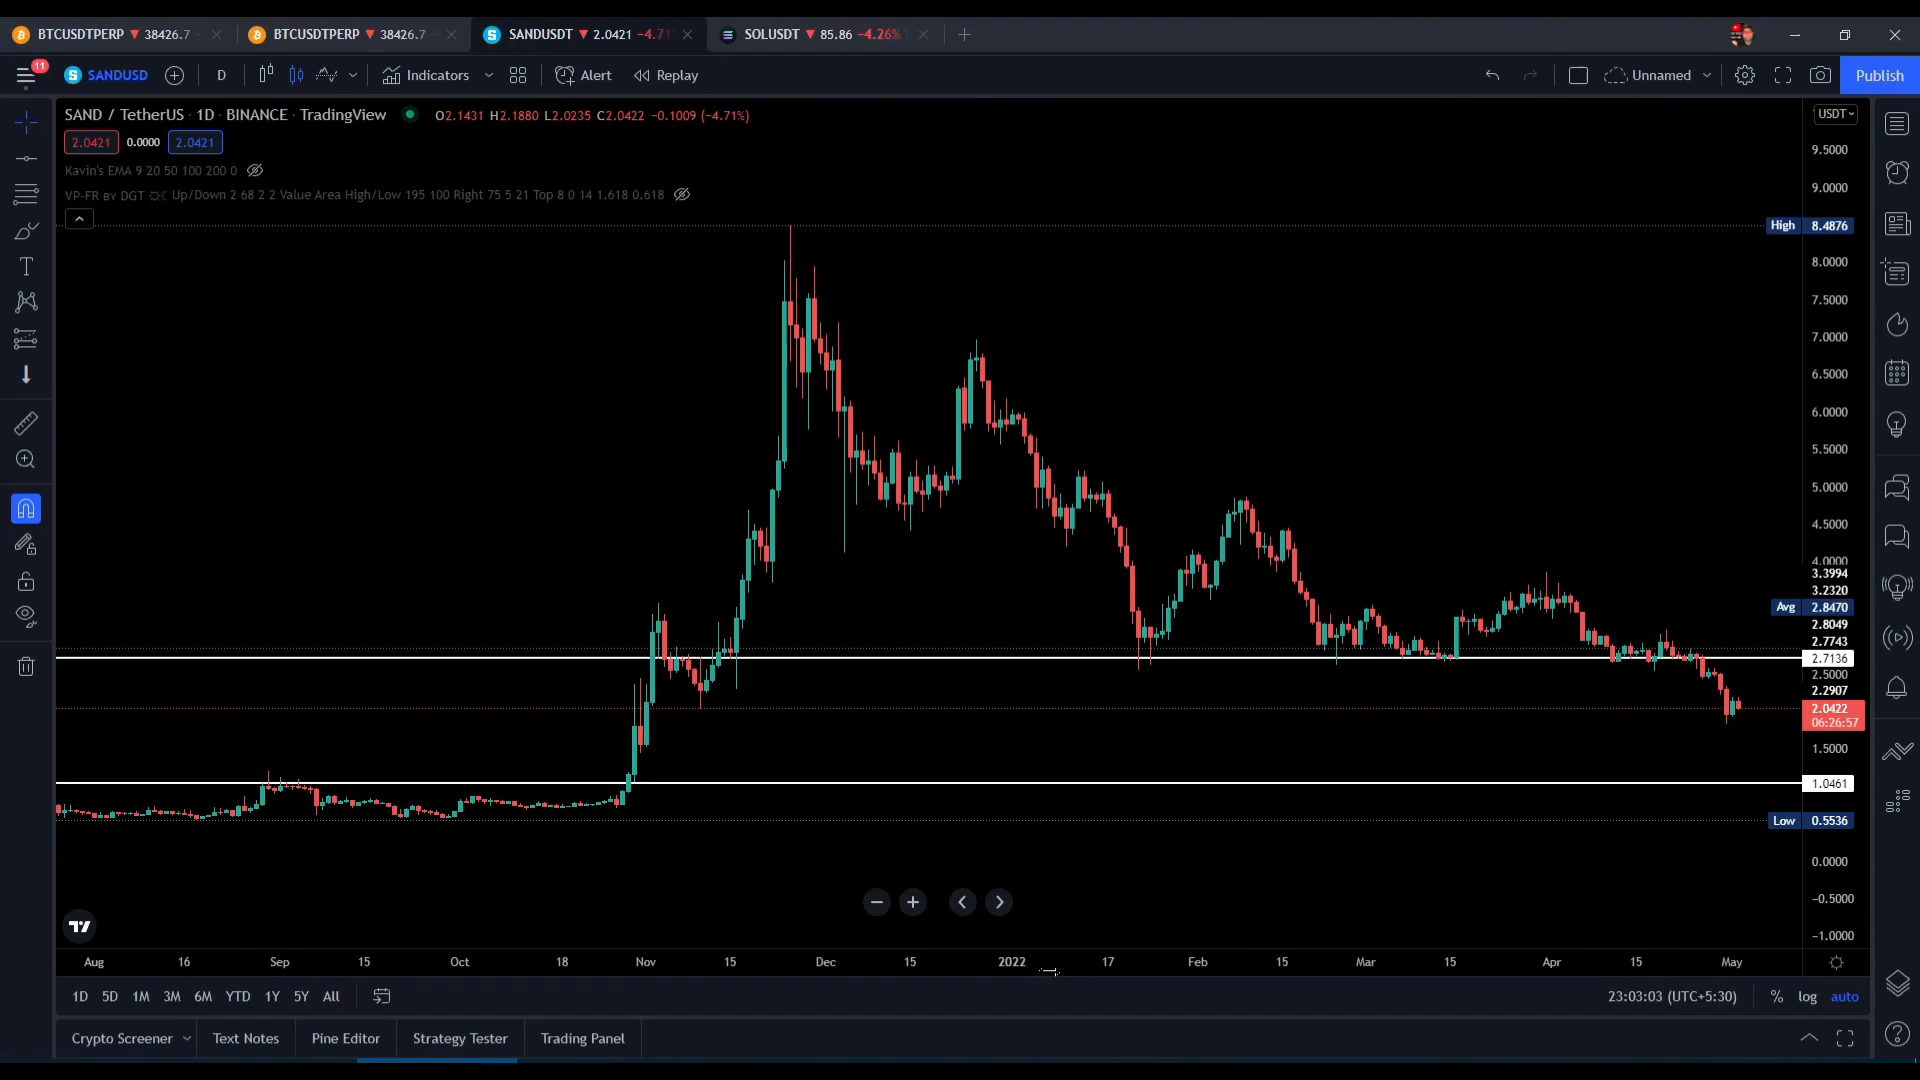 BTCUSDTPERP ▼ 38426.7
BTCUSDTPERP ▼ 38426.7
SANDUSDT ▼ 2.0421 −4.71
SOLUSDT ▼ 85.86 −4.26%
11
SANDUSD
D
Indicators
Alert
Replay
Unnamed
Publish
SAND / TetherUS · 1D · BINANCE · TradingView
O2.1431 H2.1880 L2.0235 C2.0422 −0.1009 (−4.71%)
USDT
2.0421 0.0000 2.0421
Kavin's EMA 9 20 50 100 200 0
VP-FR BY DGT Up/Down 2 68 2 2 Value Area High/Low 195 100 Right 75 5 21 Top 8 0 14 1.618 0.618
9.5000
9.0000
High 8.4876
8.0000
7.5000
7.0000
6.5000
6.0000
5.5000
5.0000
4.5000
4.0000
3.3994
3.2320
Avg 2.8470
2.8049
2.7743
2.7136
2.5000
2.2907
2.0422
06:26:57
1.5000
1.0461
Low 0.5536
0.0000
-0.5000
-1.0000
Aug 16 Sep 15 Oct 18 Nov 15 Dec 15 2022 17 Feb 15 Mar 15 Apr 15 May
1D 5D 1M 3M 6M YTD 1Y 5Y All
23:03:03 (UTC+5:30) % log auto
Crypto Screener Text Notes Pine Editor Strategy Tester Trading Panel